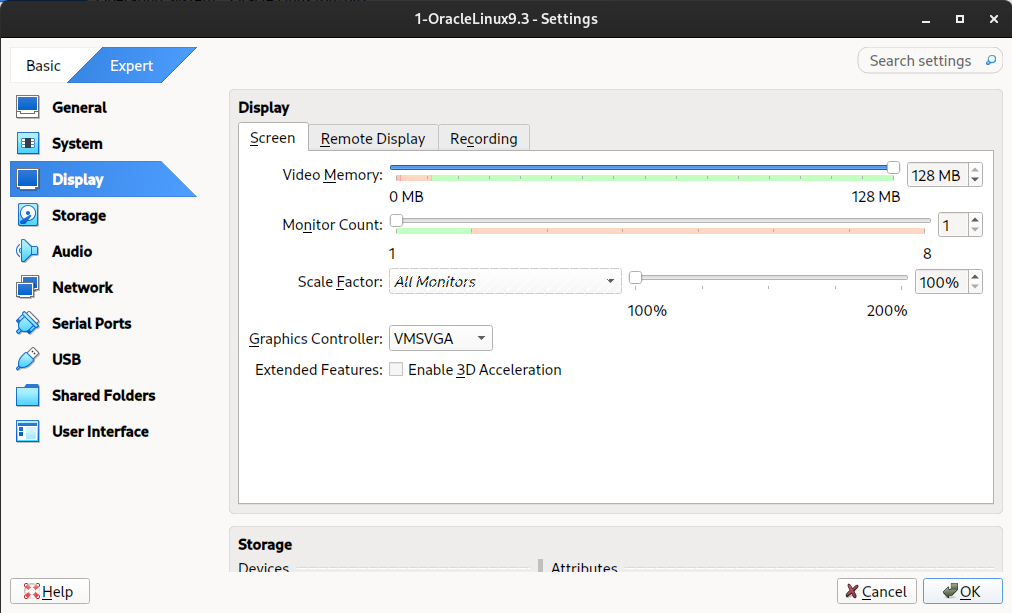 1-OracleLinux9.3 - Settings
Basic
Expert
Search settings
General
System
Display
Storage
Audio
Network
Serial Ports
USB
Shared Folders
User Interface
Display
Screen
Remote Display
Recording
Video Memory:
128 MB
0 MB
128 MB
Monitor Count:
1
1
8
Scale Factor:
All Monitors
100%
100%
200%
Graphics Controller:
VMSVGA
Extended Features:
Enable 3D Acceleration
Storage
Devices
Attributes
Help
Cancel
OK